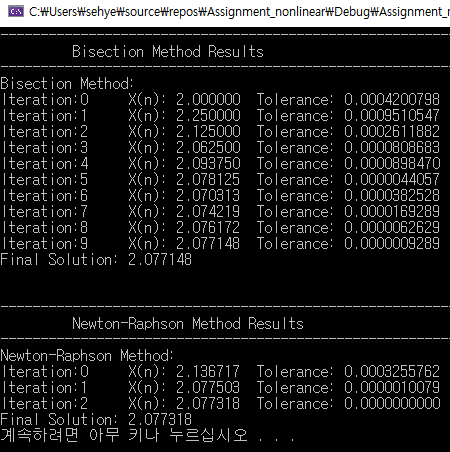 C:\Users\sehye\source\repos\Assignment_nonlinear\Debug\Assignment_n
------------------------------------------------------------
Bisection Method Results
------------------------------------------------------------
Bisection Method:
Iteration:0 X(n): 2.000000 Tolerance: 0.0004200798
Iteration:1 X(n): 2.250000 Tolerance: 0.0009510547
Iteration:2 X(n): 2.125000 Tolerance: 0.0002611882
Iteration:3 X(n): 2.062500 Tolerance: 0.0000808683
Iteration:4 X(n): 2.093750 Tolerance: 0.0000898470
Iteration:5 X(n): 2.078125 Tolerance: 0.0000044057
Iteration:6 X(n): 2.070313 Tolerance: 0.0000382528
Iteration:7 X(n): 2.074219 Tolerance: 0.0000169289
Iteration:8 X(n): 2.076172 Tolerance: 0.0000062629
Iteration:9 X(n): 2.077148 Tolerance: 0.0000009289
Final Solution: 2.077148
------------------------------------------------------------
Newton-Raphson Method Results
------------------------------------------------------------
Newton-Raphson Method:
Iteration:0 X(n): 2.136717 Tolerance: 0.0003255762
Iteration:1 X(n): 2.077503 Tolerance: 0.0000010079
Iteration:2 X(n): 2.077318 Tolerance: 0.0000000000
Final Solution: 2.077318
계속하려면 아무 키나 누르십시오 . . .